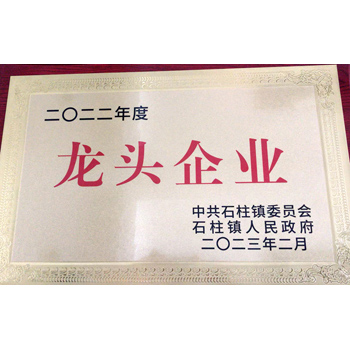 二〇二二年度
龙头企业
中共石柱镇委员会
石柱镇人民政府
二〇二三年二月